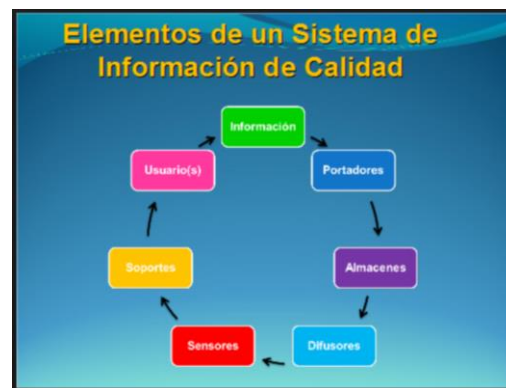 Elementos de un Sistema de
Información de Calidad
Información
Portadores
Almacenes
Difusores
Sensores
Soportes
Usuario(s)